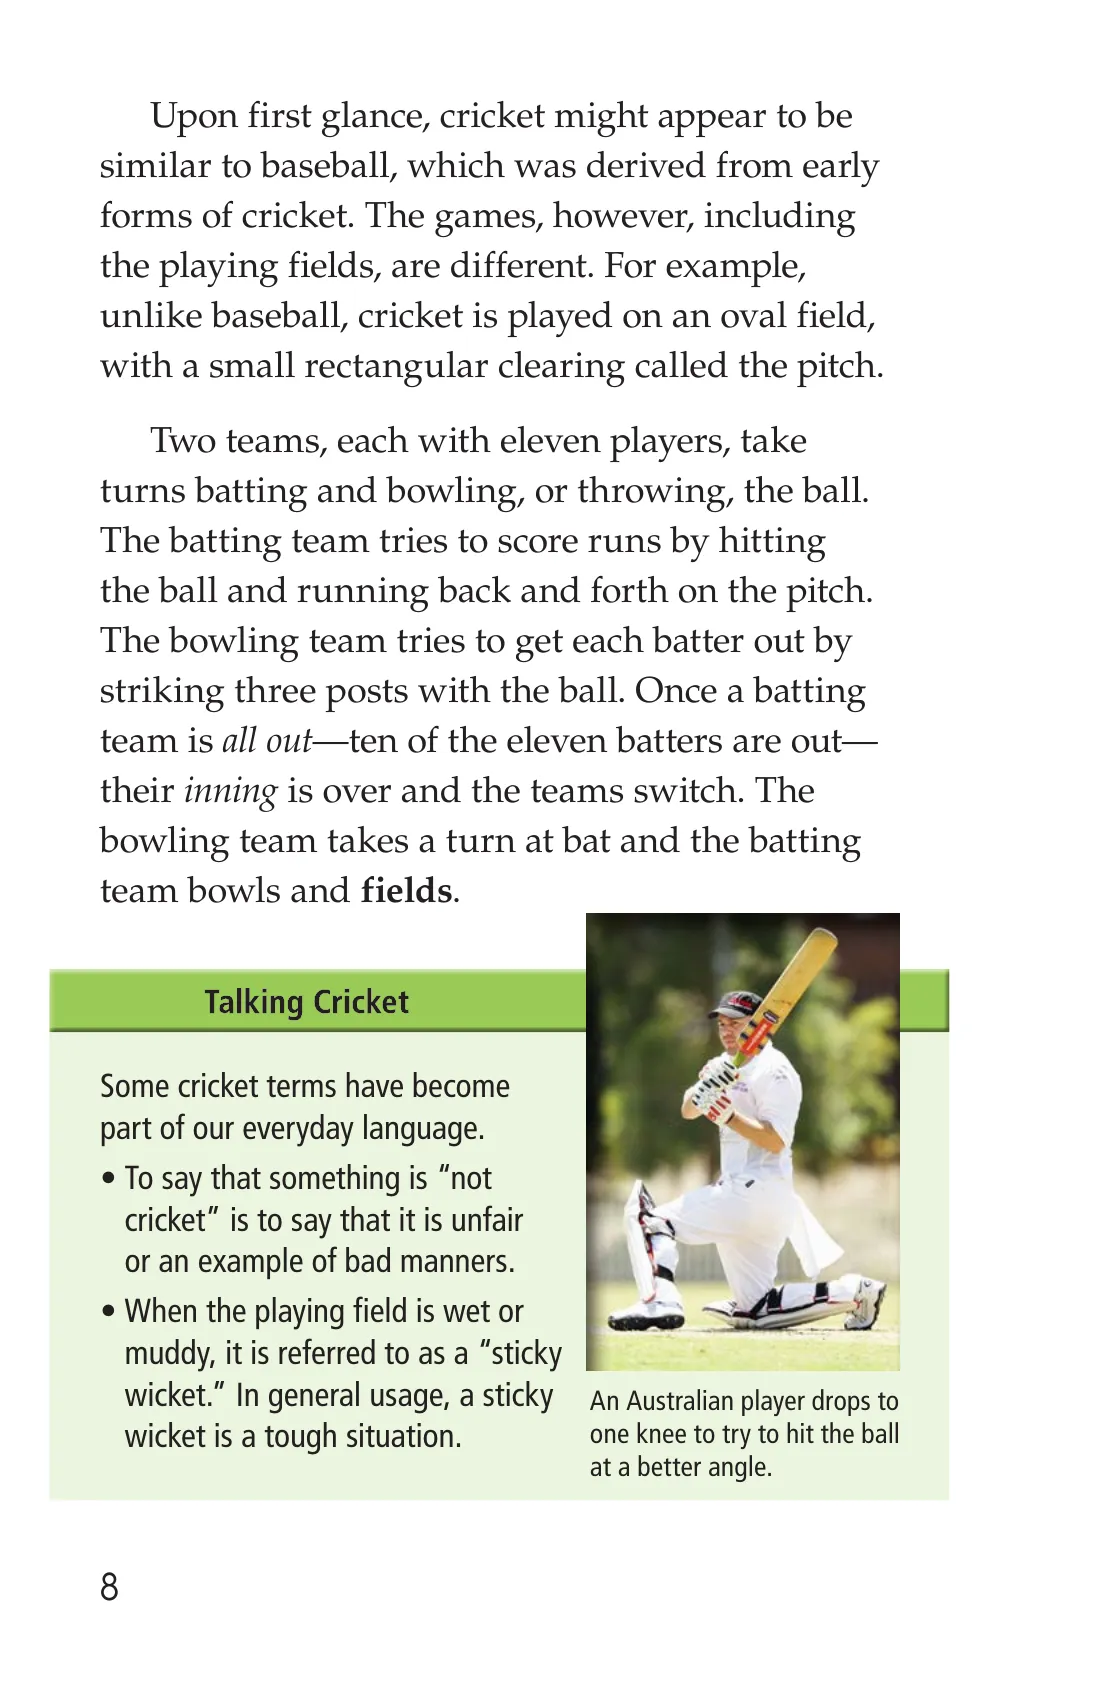 Upon first glance, cricket might appear to be
similar to baseball, which was derived from early
forms of cricket. The games, however, including
the playing fields, are different. For example,
unlike baseball, cricket is played on an oval field,
with a small rectangular clearing called the pitch.
Two teams, each with eleven players, take
turns batting and bowling, or throwing, the ball.
The batting team tries to score runs by hitting
the ball and running back and forth on the pitch.
The bowling team tries to get each batter out by
striking three posts with the ball. Once a batting
team is all out—ten of the eleven batters are out—
their inning is over and the teams switch. The
bowling team takes a turn at bat and the batting
team bowls and fields.
Talking Cricket
Some cricket terms have become
part of our everyday language.
• To say that something is “not
cricket” is to say that it is unfair
or an example of bad manners.
• When the playing field is wet or
muddy, it is referred to as a “sticky
wicket.” In general usage, a sticky
wicket is a tough situation.
An Australian player drops to
one knee to try to hit the ball
at a better angle.
8